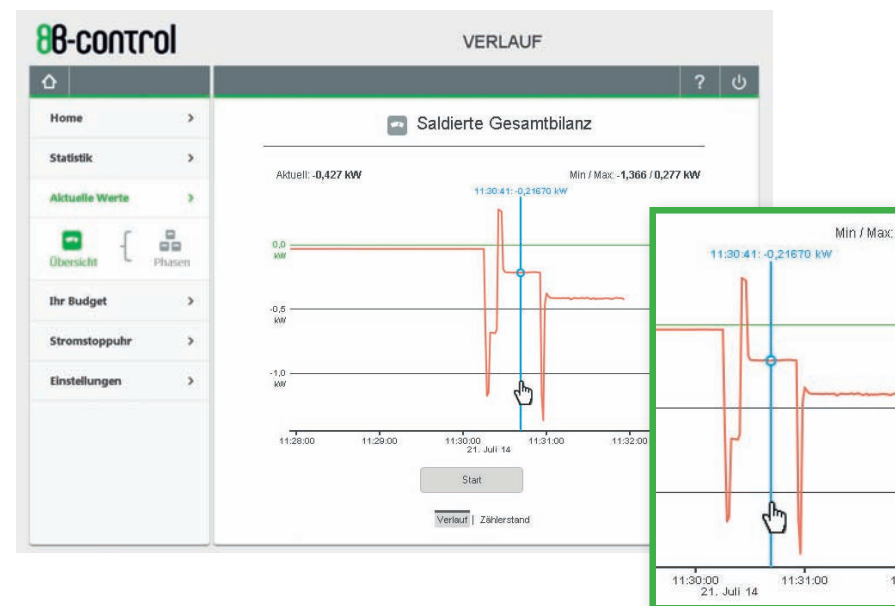 BB-control
VERLAUF
?
Home
Statistik
Aktuelle Werte
Übersicht
Phasen
Ihr Budget
Stromstoppuhr
Einstellungen
Saldierte Gesamtbilanz
Aktuell: -0,427 kW
Min / Max: -1,366 / 0,277 kW
11:30:41: -0,21670 kW
0,0
kW
-0,5
kW
-1,0
kW
11:28:00 11:29:00 11:30:00 11:31:00 11:32:00
21. Juli 14
Start
Verlauf | Zählerstand
Min / Max:
11:30:41: -0,21670 kW
11:30:00 11:31:00 1
21. Juli 14